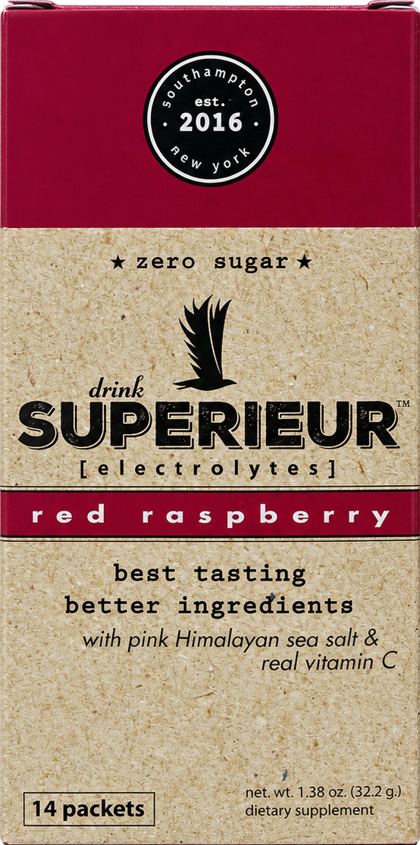 southampton
est.
2016
new york
★ zero sugar ★
drink
SUPERIEUR™
[electrolytes]
red raspberry
best tasting
better ingredients
with pink Himalayan sea salt &
real vitamin C
14 packets
net. wt. 1.38 oz. (32.2 g.)
dietary supplement